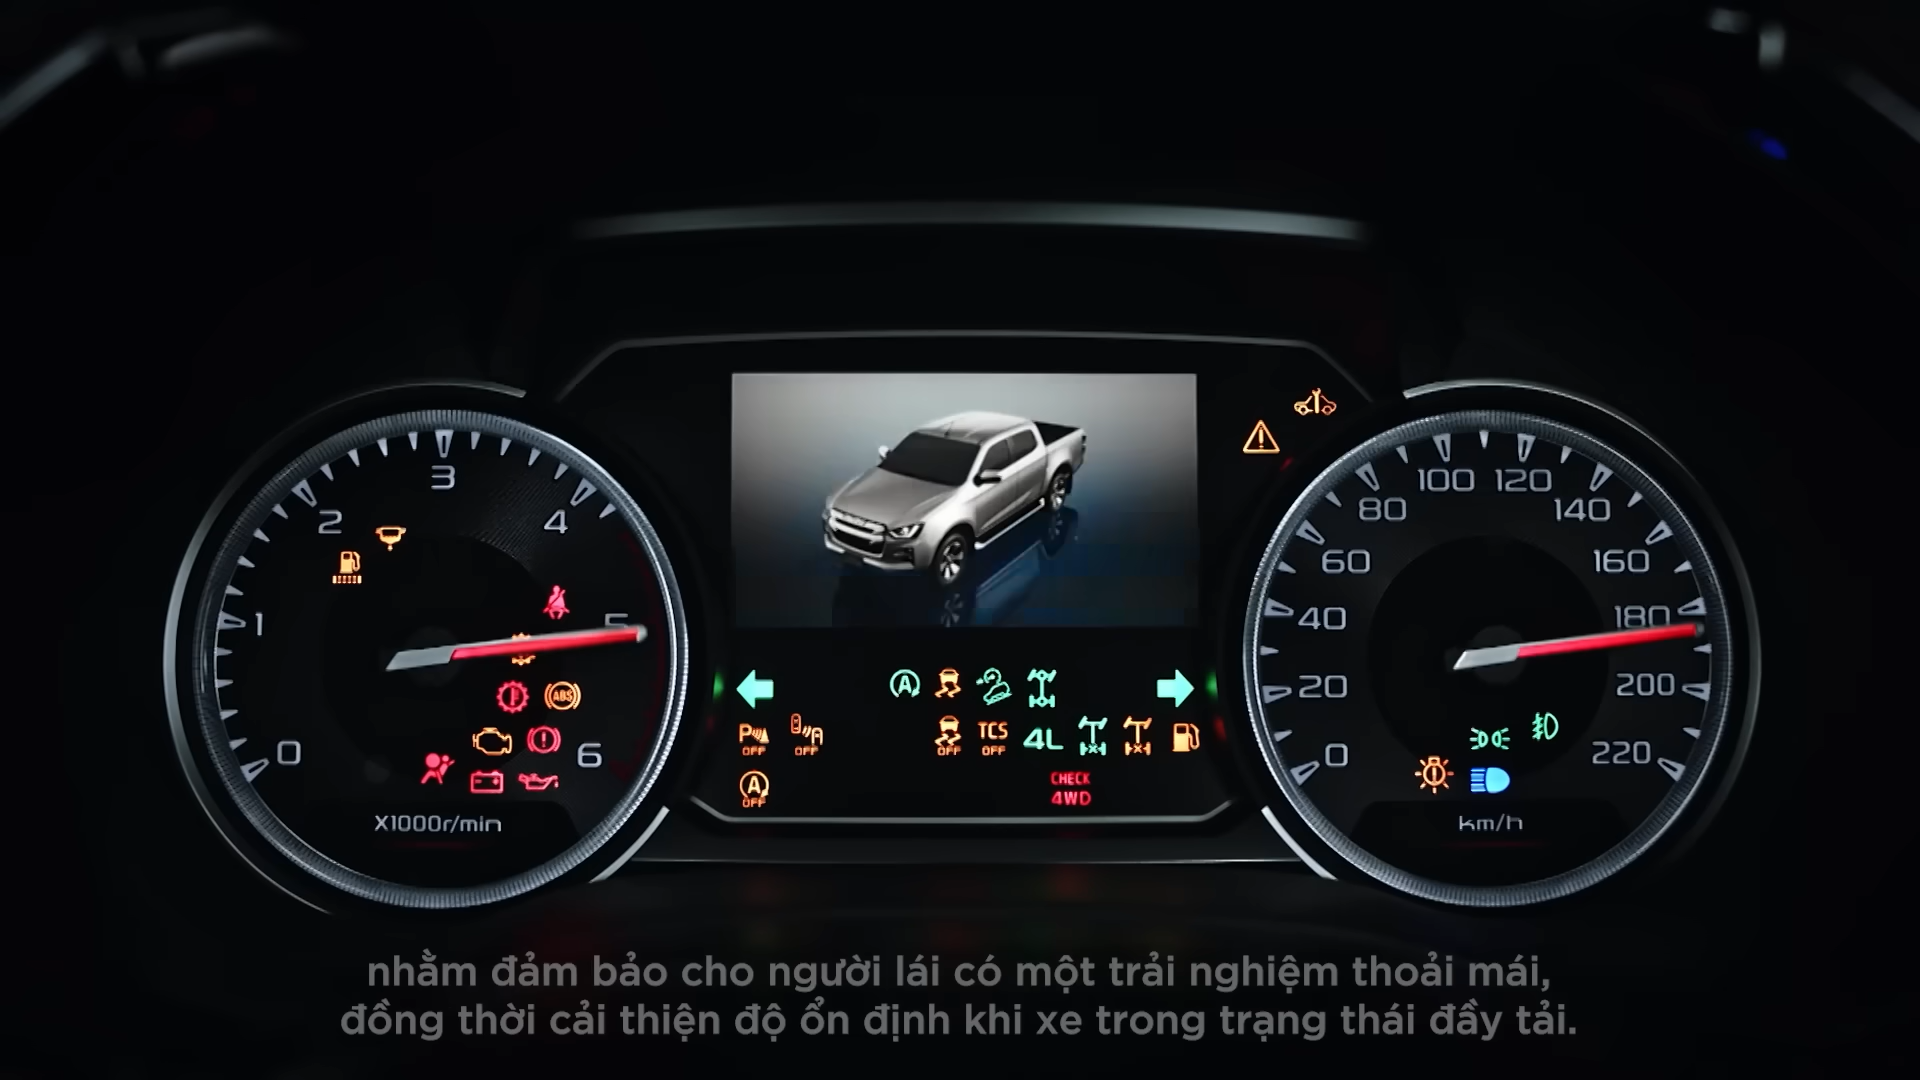 0
1
2
3
4
5
6
X1000r/min
ABS
P OFF
A OFF
A
OFF
TCS OFF
4L
A OFF
CHECK
4WD
0
20
40
60
80
100
120
140
160
180
200
220
km/h
nhằm đảm bảo cho người lái có một trải nghiệm thoải mái,
đồng thời cải thiện độ ổn định khi xe trong trạng thái đầy tải.